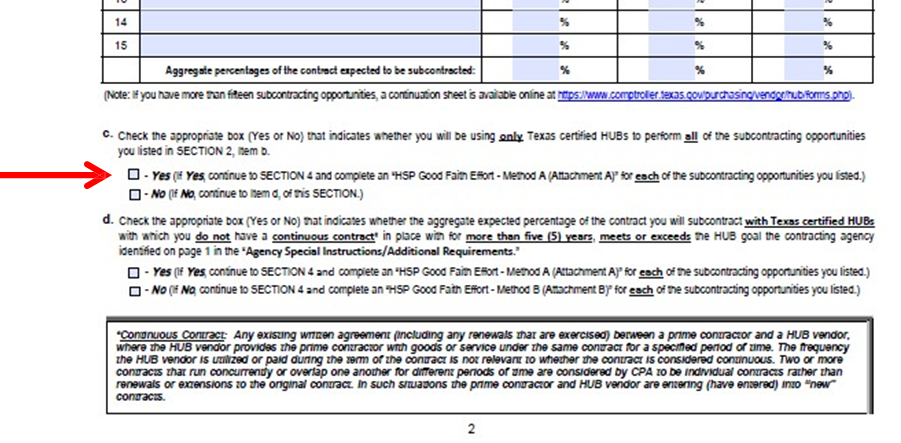 14 % % %
15 % % %
Aggregate percentages of the contract expected to be subcontracted: % % %
(Note: If you have more than fifteen subcontracting opportunities, a continuation sheet is available online at https://www.comptroller.texas.gov/purchasing/vendor/hub/forms.php).
c. Check the appropriate box (Yes or No) that indicates whether you will be using only Texas certified HUBs to perform all of the subcontracting opportunities
you listed in SECTION 2, Item b.
- Yes (If Yes, continue to SECTION 4 and complete an "HSP Good Faith Effort - Method A (Attachment A)" for each of the subcontracting opportunities you listed.)
- No (If No, continue to Item d, of this SECTION.)
d. Check the appropriate box (Yes or No) that indicates whether the aggregate expected percentage of the contract you will subcontract with Texas certified HUBs
with which you do not have a continuous contract* in place with for more than five (5) years, meets or exceeds the HUB goal the contracting agency
identified on page 1 in the "Agency Special Instructions/Additional Requirements."
- Yes (If Yes, continue to SECTION 4 and complete an "HSP Good Faith Effort - Method A (Attachment A)" for each of the subcontracting opportunities you listed.)
- No (If No, continue to SECTION 4 and complete an "HSP Good Faith Effort - Method B (Attachment B)" for each of the subcontracting opportunities you listed.)
*Continuous Contract: Any existing written agreement (including any renewals that are exercised) between a prime contractor and a HUB vendor,
where the HUB vendor provides the prime contractor with goods or service under the same contract for a specified period of time. The frequency
the HUB vendor is utilized or paid during the term of the contract is not relevant to whether the contract is considered continuous. Two or more
contracts that run concurrently or overlap one another for different periods of time are considered by CPA to be individual contracts rather than
renewals or extensions to the original contract. In such situations the prime contractor and HUB vendor are entering (have entered) into "new"
contracts.
2